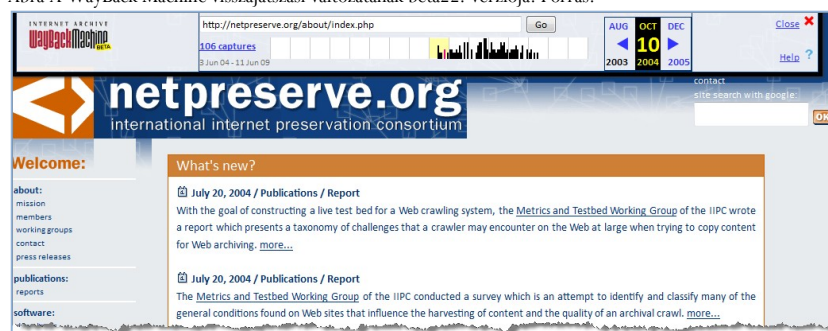 Ábra A WayBack Machine visszajátszási változatának béta22. verziója. Forrás:
INTERNET ARCHIVE
WayBackMachine
BETA
http://netpreserve.org/about/index.php
Go
106 captures
3 Jun 04 - 11 Jun 09
AUG OCT DEC
10
2003 2004 2005
Close
Help ?
contact
site search with google:
OK
netpreserve.org
international internet preservation consortium
Welcome:
about:
mission
members
working groups
contact
press releases
publications:
reports
software:
What's new?
July 20, 2004 / Publications / Report
With the goal of constructing a live test bed for a Web crawling system, the Metrics and Testbed Working Group of the IIPC wrote
a report which presents a taxonomy of challenges that a crawler may encounter on the Web at large when trying to copy content
for Web archiving. more...
July 20, 2004 / Publications / Report
The Metrics and Testbed Working Group of the IIPC conducted a survey which is an attempt to identify and classify many of the
general conditions found on Web sites that influence the harvesting of content and the quality of an archival crawl. more...